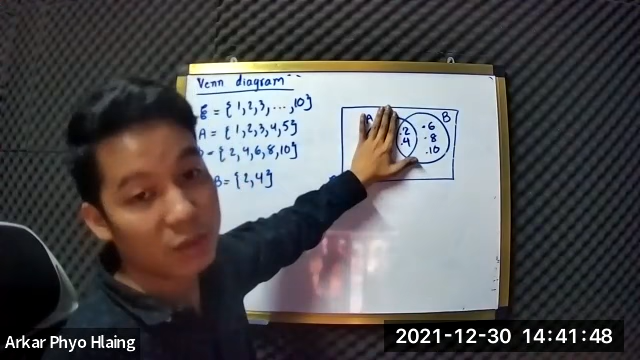 Venn diagram
ξ = {1,2,3,...,10}
A = {1,2,3,4,5}
= {2,4,6,8,10}
B = {2,4}
A
B
.2
.4
.6
.8
.10
Arkar Phyo Hlaing
2021-12-30 14:41:48